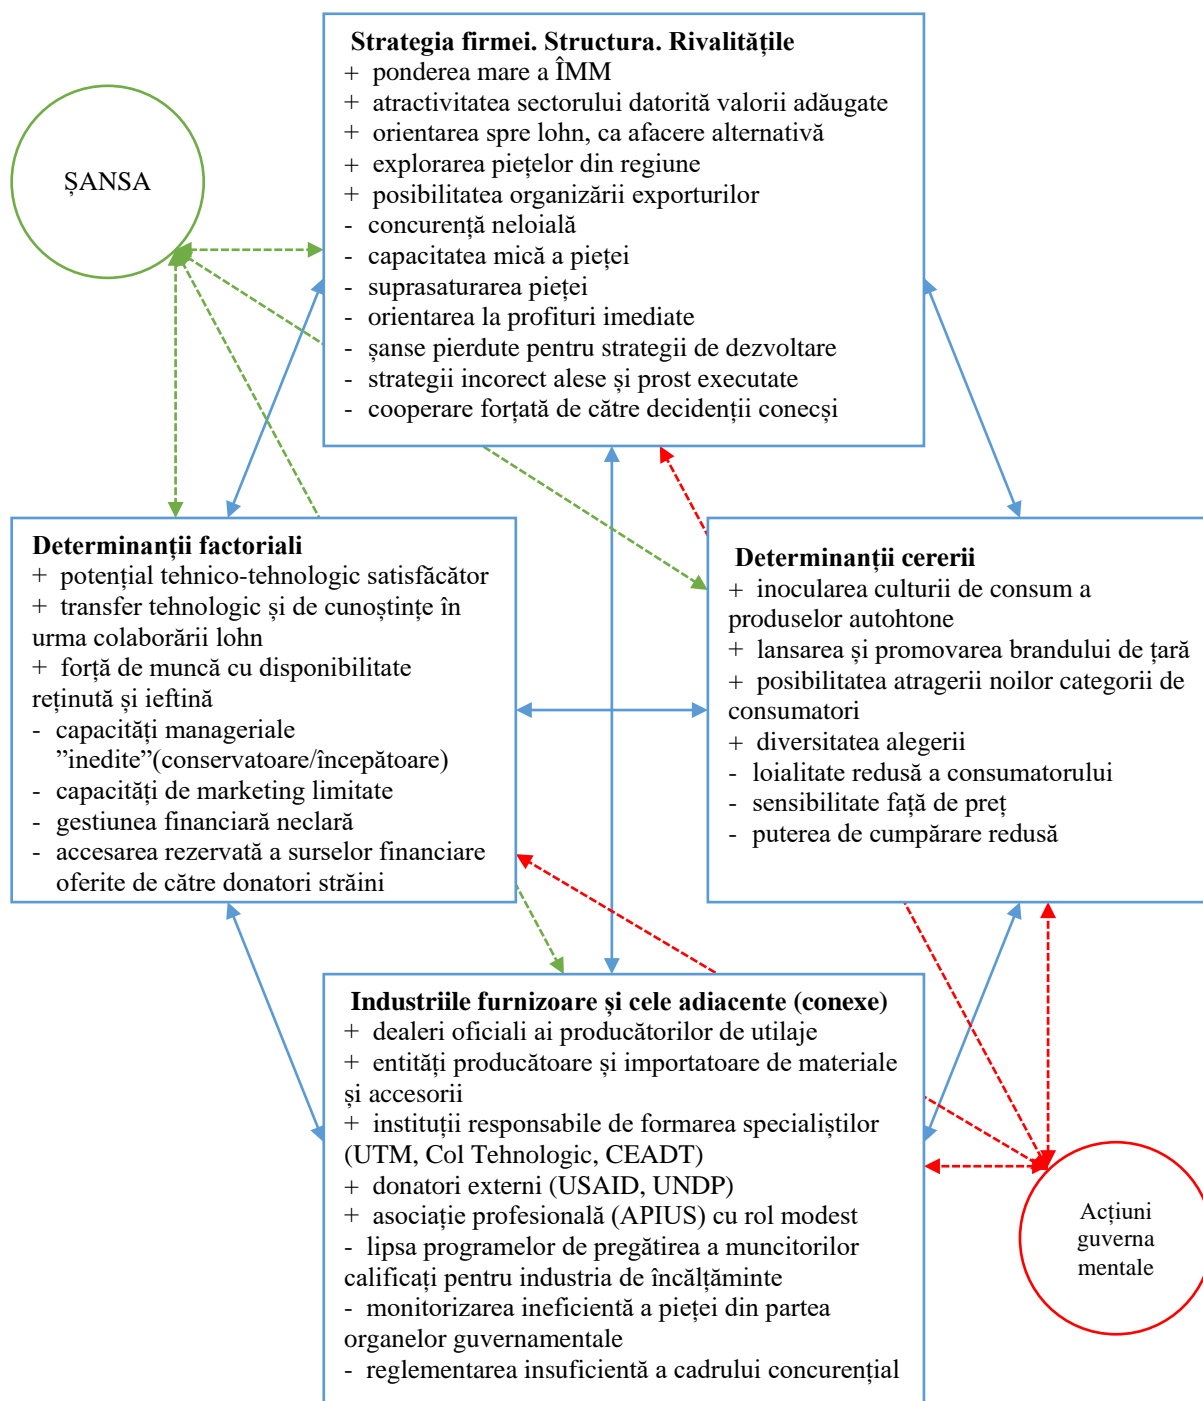 Strategia firmei. Structura. Rivalitățile
+ ponderea mare a ÎMM
+ atractivitatea sectorului datorită valorii adăugate
+ orientarea spre lohn, ca afacere alternativă
+ explorarea piețelor din regiune
+ posibilitatea organizării exporturilor
- concurență neloială
- capacitatea mică a pieței
- suprasaturarea pieței
- orientarea la profituri imediate
- șanse pierdute pentru strategii de dezvoltare
- strategii incorect alese și prost executate
- cooperare forțată de către decidenții conecși
ȘANSA
Determinanții factoriali
+ potențial tehnico-tehnologic satisfăcător
+ transfer tehnologic și de cunoștințe în
urma colaborării lohn
+ forță de muncă cu disponibilitate
reținută și ieftină
- capacități manageriale
”inedite”(conservatoare/începătoare)
- capacități de marketing limitate
- gestiunea financiară neclară
- accesarea rezervată a surselor financiare
oferite de către donatori străini
Determinanții cererii
+ inocularea culturii de consum a
produselor autohtone
+ lansarea și promovarea brandului de țară
+ posibilitatea atragerii noilor categorii de
consumatori
+ diversitatea alegerii
- loialitate redusă a consumatorului
- sensibilitate față de preț
- puterea de cumpărare redusă
Industriile furnizoare și cele adiacente (conexe)
+ dealeri oficiali ai producătorilor de utilaje
+ entități producătoare și importatoare de materiale
și accesorii
+ instituții responsabile de formarea specialiștilor
(UTM, Col Tehnologic, CEADT)
+ donatori externi (USAID, UNDP)
+ asociație profesională (APIUS) cu rol modest
- lipsa programelor de pregătirea a muncitorilor
calificați pentru industria de încălțăminte
- monitorizarea ineficientă a pieței din partea
organelor guvernamentale
- reglementarea insuficientă a cadrului concurențial
Acțiuni
guverna
mentale